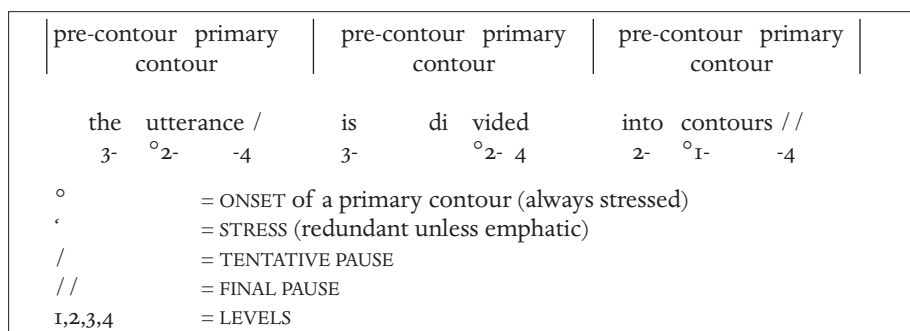 pre-contour primary pre-contour primary pre-contour primary
contour contour contour
the utterance / is di vided into contours //
3- °2- -4 3- °2- 4 2- °1- -4
° = ONSET of a primary contour (always stressed)
‘ = STRESS (redundant unless emphatic)
/ = TENTATIVE PAUSE
// = FINAL PAUSE
1,2,3,4 = LEVELS